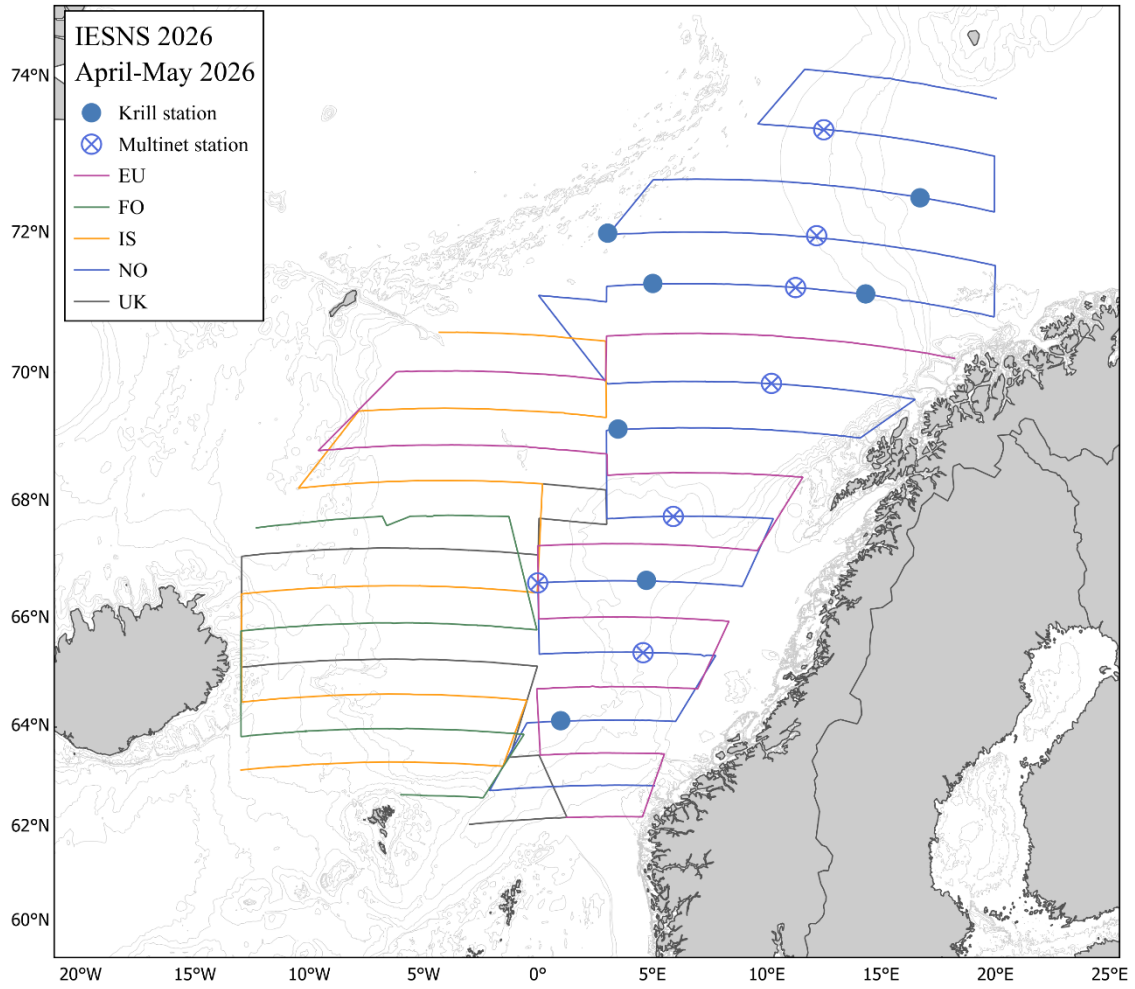 IESNS 2026
April-May 2026
Krill station
Multinet station
EU
FO
IS
NO
UK
74°N
72°N
70°N
68°N
66°N
64°N
62°N
60°N
20°W 15°W 10°W 5°W 0° 5°E 10°E 15°E 20°E 25°E